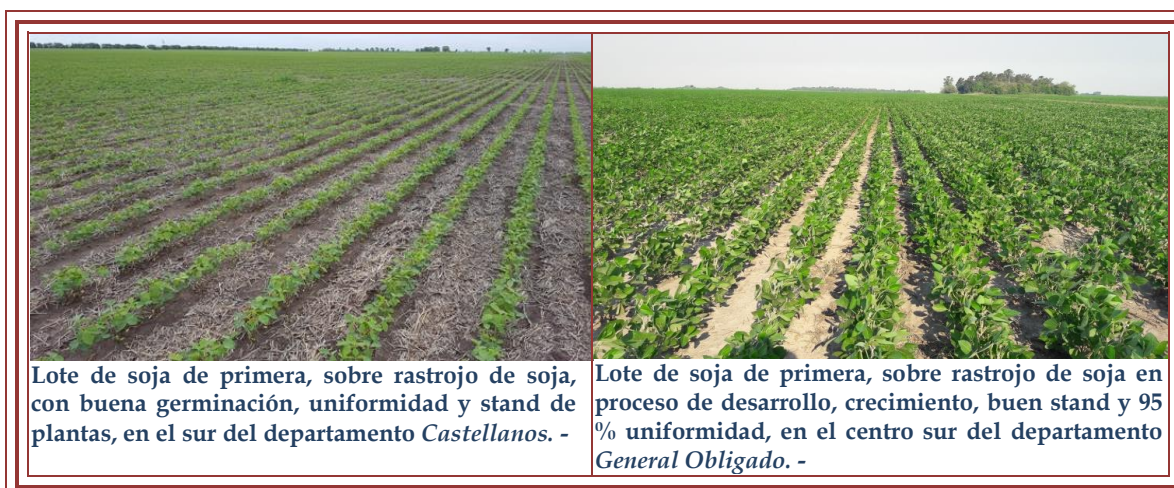 Lote de soja de primera, sobre rastrojo de soja,
con buena germinación, uniformidad y stand de
plantas, en el sur del departamento Castellanos. -
Lote de soja de primera, sobre rastrojo de soja en
proceso de desarrollo, crecimiento, buen stand y 95
% uniformidad, en el centro sur del departamento
General Obligado. -